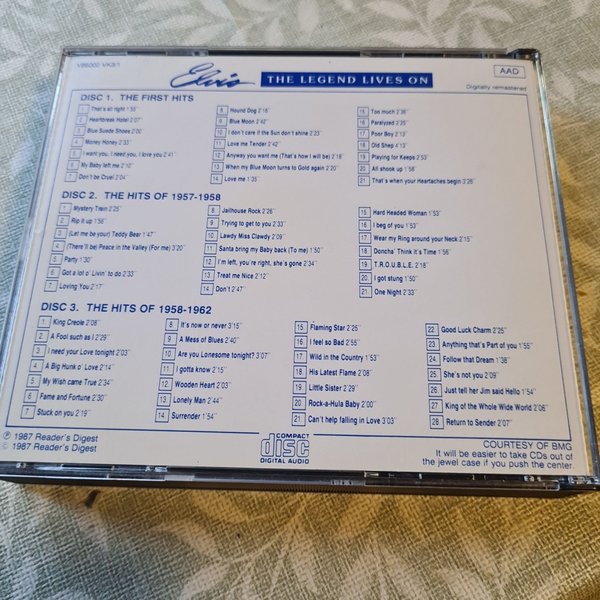 V86000 VK3/1
Elvis THE LEGEND LIVES ON
AAD
Digitally remastered
DISC 1. THE FIRST HITS
1 That's all right 1'55"
2 Heartbreak Hotel 2'07"
3 Blue Suede Shoes 2'00"
4 Money Honey 2'33"
5 I want you, I need you, I love you 2'41"
6 My Baby left me 2'10"
7 Don't be Cruel 2'04"
8 Hound Dog 2'16"
9 Blue Moon 2'42"
10 I don't care if the Sun don't shine 2'23"
11 Love me Tender 2'42"
12 Anyway you want me (That's how I will be) 2'18"
13 When my Blue Moon turns to Gold again 2'20"
14 Love me 1'35"
15 Too much 2'36"
16 Paralyzed 2'25"
17 Poor Boy 2'13"
18 Old Shep 4'13"
19 Playing for Keeps 2'53"
20 All shook up 1'56"
21 That's when your Heartaches begin 3'26"
DISC 2. THE HITS OF 1957-1958
1 Mystery Train 2'25"
2 Rip it up 1'56"
3 (Let me be your) Teddy Bear 1'47"
4 (There'll be) Peace in the Valley (For me) 3'20"
5 Party 1'30"
6 Got a lot o' Livin' to do 2'33"
7 Loving You 2'17"
8 Jailhouse Rock 2'26"
9 Trying to get to you 2'33"
10 Lawdy Miss Clawdy 2'09"
11 Santa bring my Baby back (To me) 1'50"
12 I'm left, you're right, she's gone 2'34"
13 Treat me Nice 2'12"
14 Don't 2'47"
15 Hard Headed Woman 1'53"
16 I beg of you 1'53"
17 Wear my Ring around your Neck 2'15"
18 Doncha' Think it's Time 1'56"
19 T.R.O.U.B.L.E. 2'18"
20 I got stung 1'50"
21 One Night 2'33"
DISC 3. THE HITS OF 1958-1962
1. King Creole 2'08"
2 A Fool such as I 2'29"
3 I need your Love tonight 2'03"
4 A Big Hunk o' Love 2'14"
5 My Wish came True 2'34"
6 Fame and Fortune 2'30"
7 Stuck on you 2'19"
8 It's now or never 3'15"
9 A Mess of Blues 2'40"
10 Are you Lonesome tonight? 3'07"
11 I gotta know 2'15"
12 Wooden Heart 2'03"
13 Lonely Man 2'44"
14 Surrender 1'54"
15 Flaming Star 2'25"
16 I feel so Bad 2'55"
17 Wild in the Country 1'53"
18 His Latest Flame 2'08"
19 Little Sister 2'29"
20 Rock-a-Hula Baby 2'00"
21 Can't help falling in Love 3'03"
22 Good Luck Charm 2'25"
23 Anything that's Part of you 1'55"
24 Follow that Dream 1'38"
25 She's not you 2'09"
26 Just tell her Jim said Hello 1'54"
27 King of the Whole Wide World 2'06"
28 Return to Sender 2'07"
℗ 1987 Reader's Digest
© 1987 Reader's Digest
COMPACT
disc
DIGITAL AUDIO
COURTESY OF BMG
It will be easier to take CDs out of
the jewel case if you push the center.